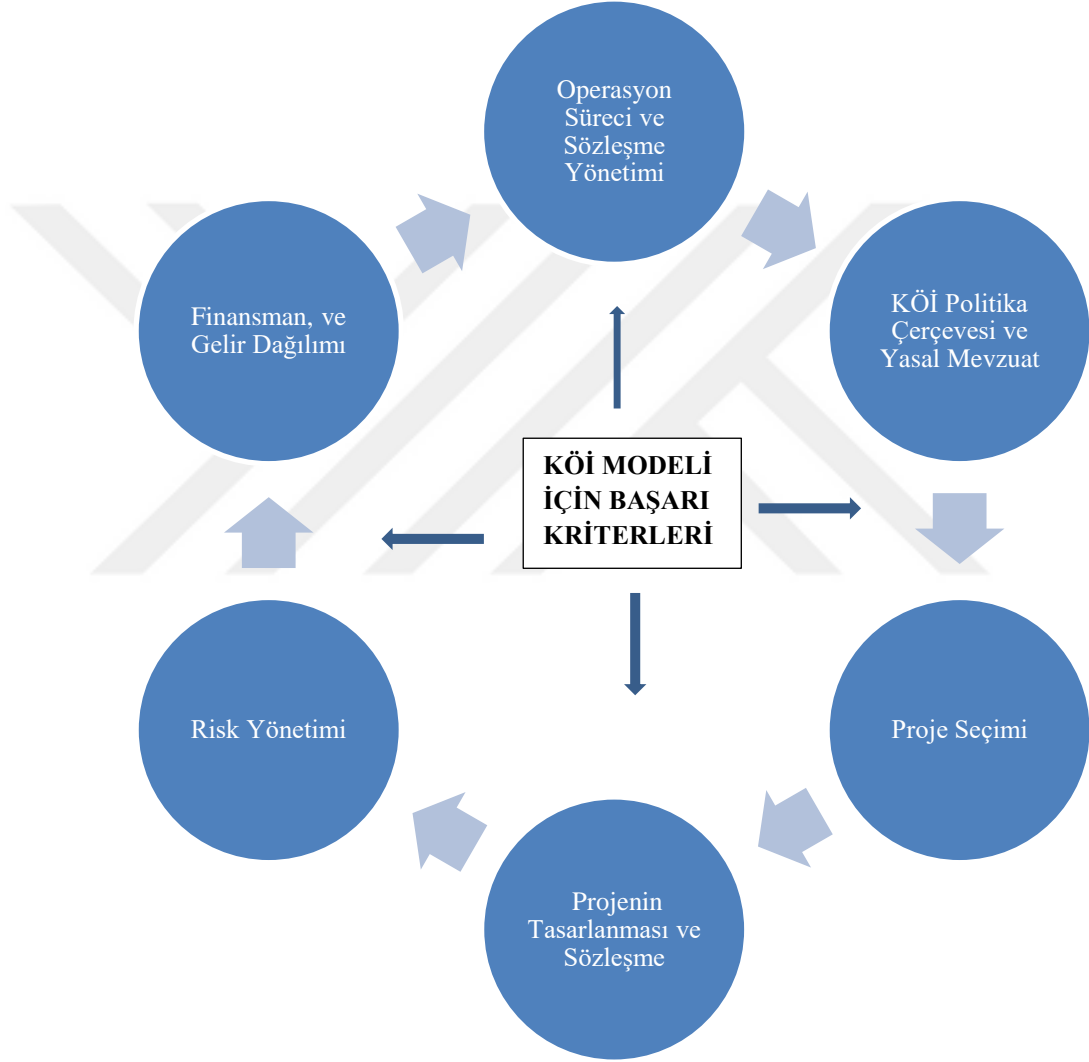 Operasyon
Süreci ve
Sözleşme
Yönetimi
Finansman, ve
Gelir Dağılımı
KÖİ Politika
Çerçevesi ve
Yasal Mevzuat
KÖİ MODELİ
İÇİN BAŞARI
KRİTERLERİ
Risk Yönetimi
Proje Seçimi
Projenin
Tasarlanması ve
Sözleşme